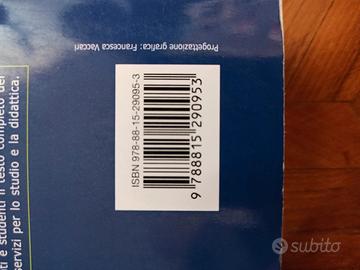 Progettazione grafica: Francesca Vaccari
ISBN 978-88-15-29095-3
9 788815 290953
ti e studenti il testo completo del
servizi per lo studio e la didattica.
subito